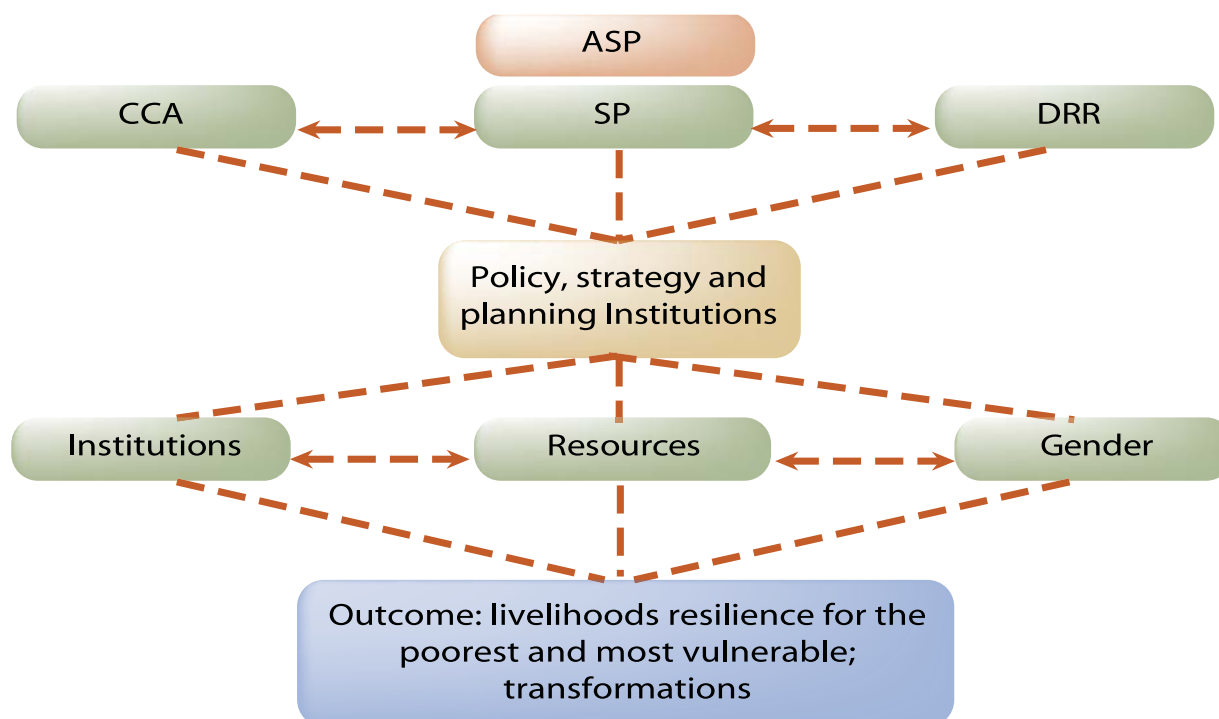 ASP
CCA
SP
DRR
Policy, strategy and
planning Institutions
Institutions
Resources
Gender
Outcome: livelihoods resilience for the
poorest and most vulnerable;
transformations